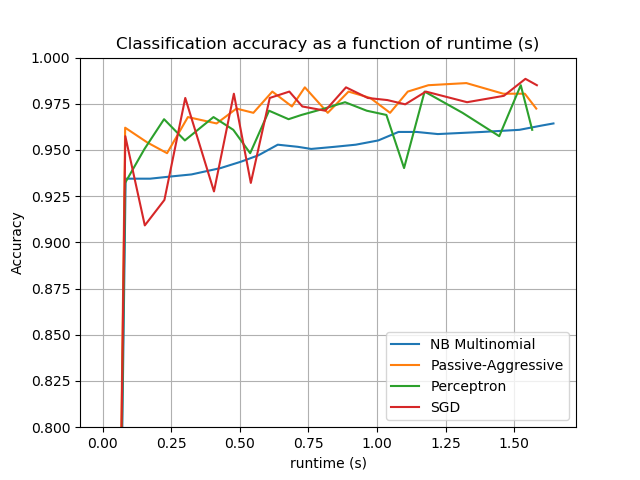 Classification accuracy as a function of runtime (s)
1.000
0.975
0.950
0.925
0.900
0.875
0.850
0.825
0.800
Accuracy
0.00 0.25 0.50 0.75 1.00 1.25 1.50
runtime (s)
NB Multinomial
Passive-Aggressive
Perceptron
SGD